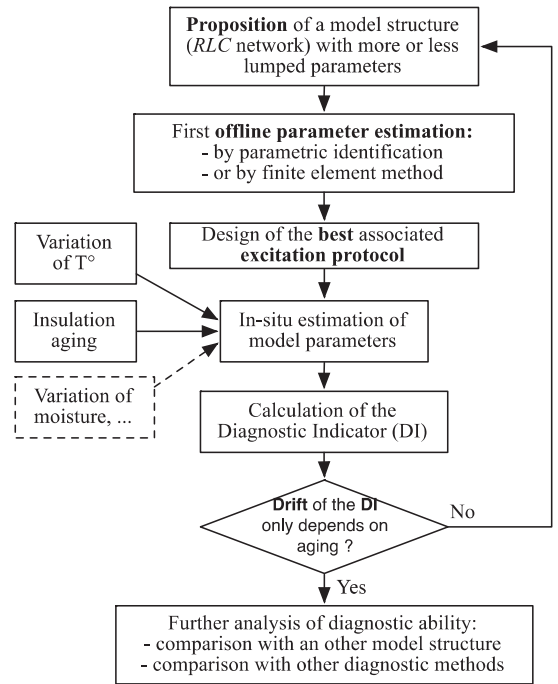 Proposition of a model structure
(RLC network) with more or less
lumped parameters
First offline parameter estimation:
- by parametric identification
- or by finite element method
Design of the best associated
excitation protocol
Variation
of T°
Insulation
aging
Variation of
moisture, ...
In-situ estimation of
model parameters
Calculation of the
Diagnostic Indicator (DI)
Drift of the DI
only depends on
aging ?
No
Yes
Further analysis of diagnostic ability:
- comparison with an other model structure
- comparison with other diagnostic methods